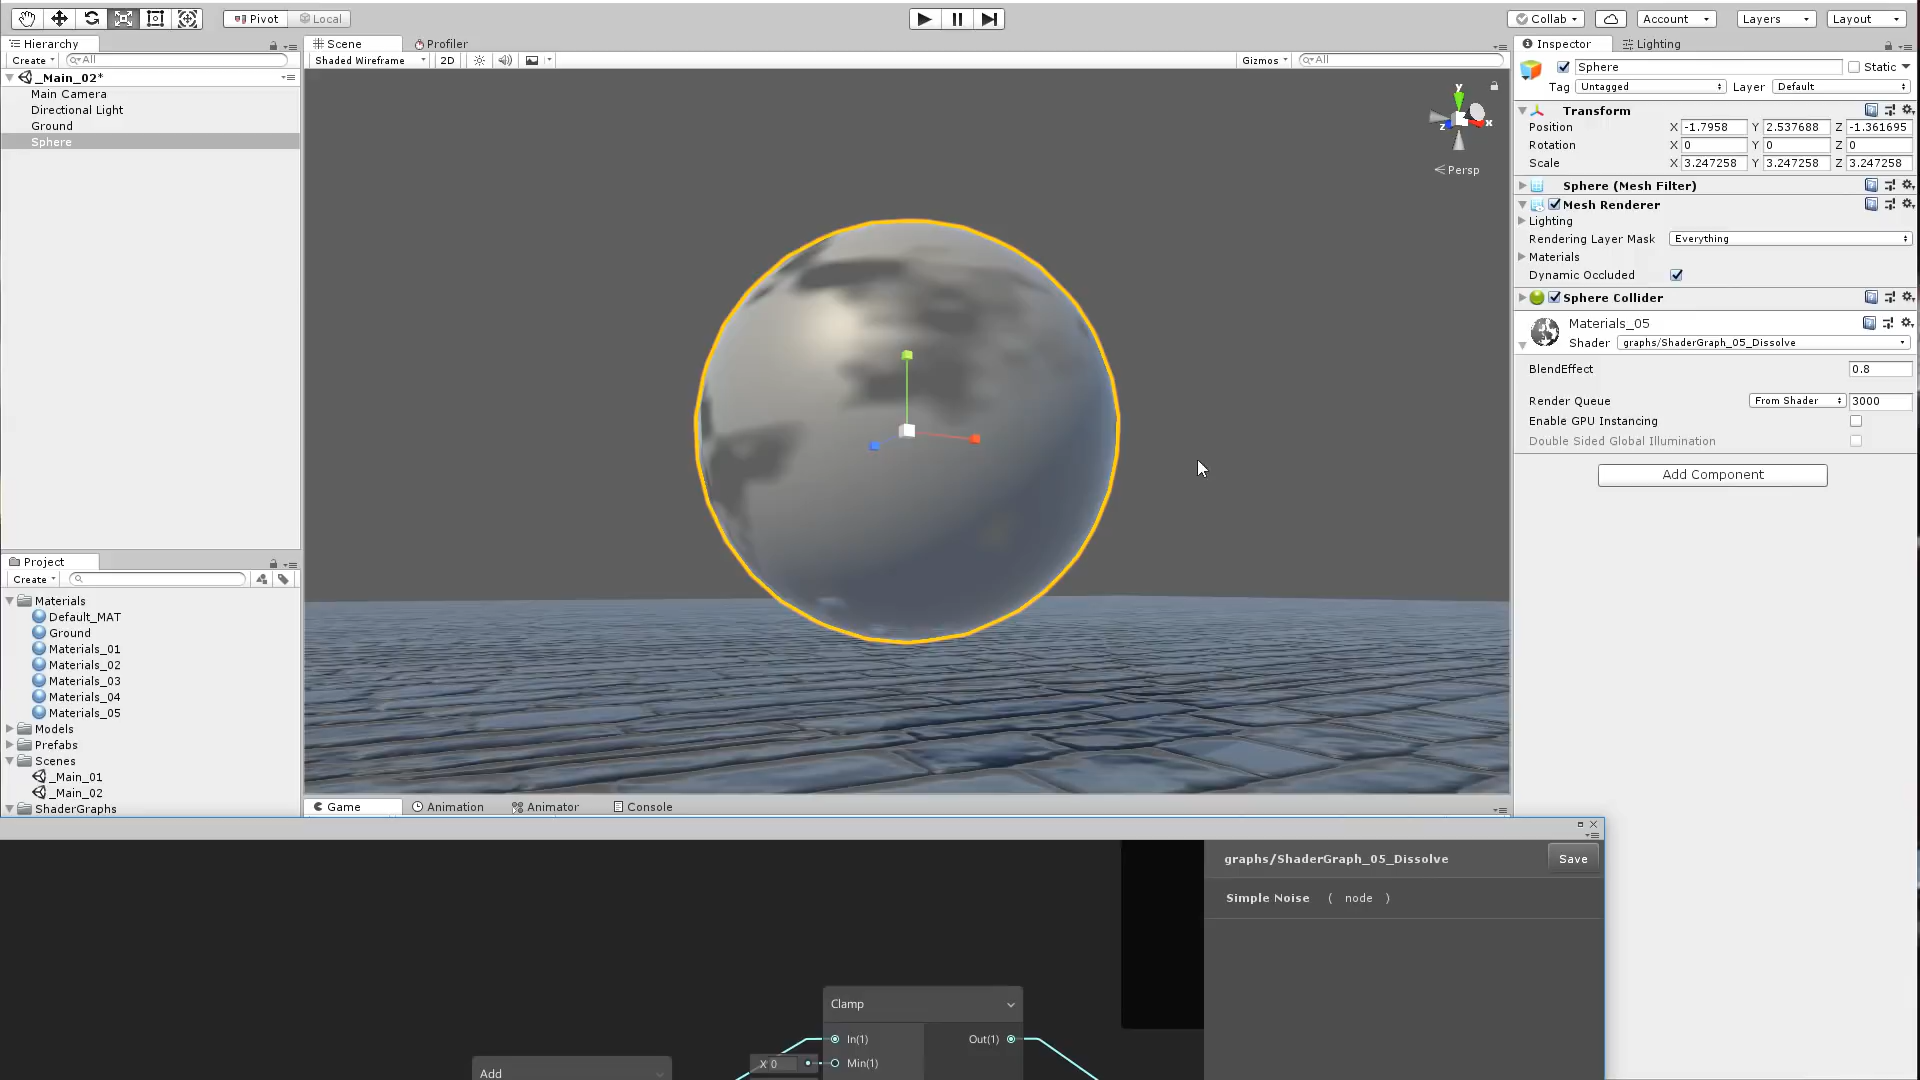 Pivot
Local
Collab
Account
Layers
Layout
Hierarchy
Create
All
_Main_02*
Main Camera
Directional Light
Ground
Sphere
Scene
Profiler
Shaded Wireframe
2D
Gizmos
All
y
x
z
Persp
Inspector
Lighting
Sphere
Static
Tag
Untagged
Layer
Default
Transform
Position X -1.7958 Y 2.537688 Z -1.361695
Rotation X 0 Y 0 Z 0
Scale X 3.247258 Y 3.247258 Z 3.247258
Sphere (Mesh Filter)
Mesh Renderer
Lighting
Rendering Layer Mask Everything
Materials
Dynamic Occluded
Sphere Collider
Materials_05
Shader graphs/ShaderGraph_05_Dissolve
BlendEffect 0.8
Render Queue From Shader 3000
Enable GPU Instancing
Double Sided Global Illumination
Add Component
Project
Create
Materials
Default_MAT
Ground
Materials_01
Materials_02
Materials_03
Materials_04
Materials_05
Models
Prefabs
Scenes
_Main_01
_Main_02
ShaderGraphs
Game
Animation
Animator
Console
graphs/ShaderGraph_05_Dissolve
Save
Simple Noise ( node )
Clamp
In(1)
Out(1)
X 0
Min(1)
Add